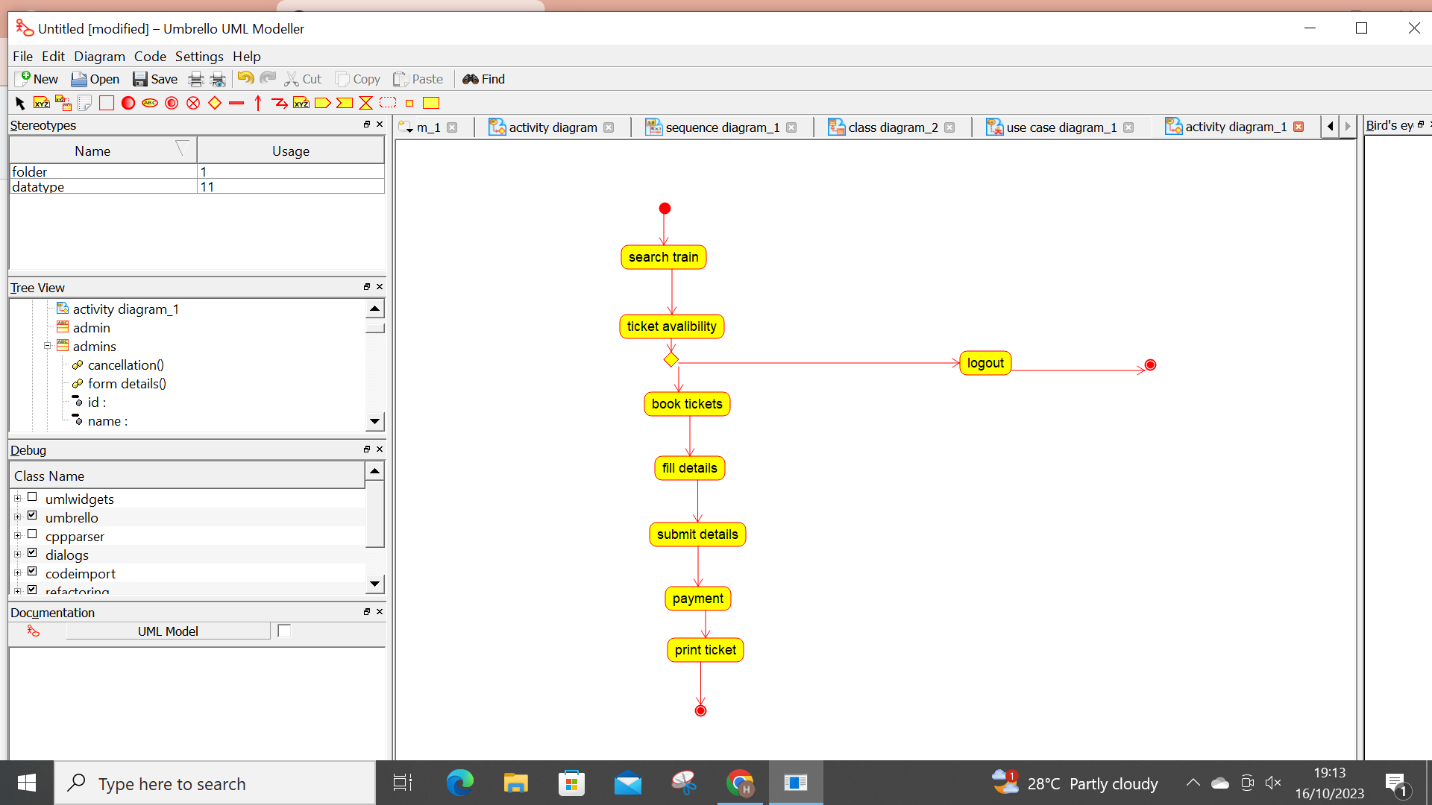 Untitled [modified] – Umbrello UML Modeller
File Edit Diagram Code Settings Help
New Open Save Cut Copy Paste Find
Stereotypes
Name Usage
folder 1
datatype 11
Tree View
activity diagram_1
admin
admins
cancellation()
form details()
id :
name :
Debug
Class Name
umlwidgets
umbrello
cppparser
dialogs
codeimport
refactoring
Documentation
UML Model
m_1 activity diagram sequence diagram_1 class diagram_2 use case diagram_1 activity diagram_1
Bird's ey
search train
ticket avalibility
logout
book tickets
fill details
submit details
payment
print ticket
Type here to search
H
1
28°C Partly cloudy
19:13
16/10/2023
1